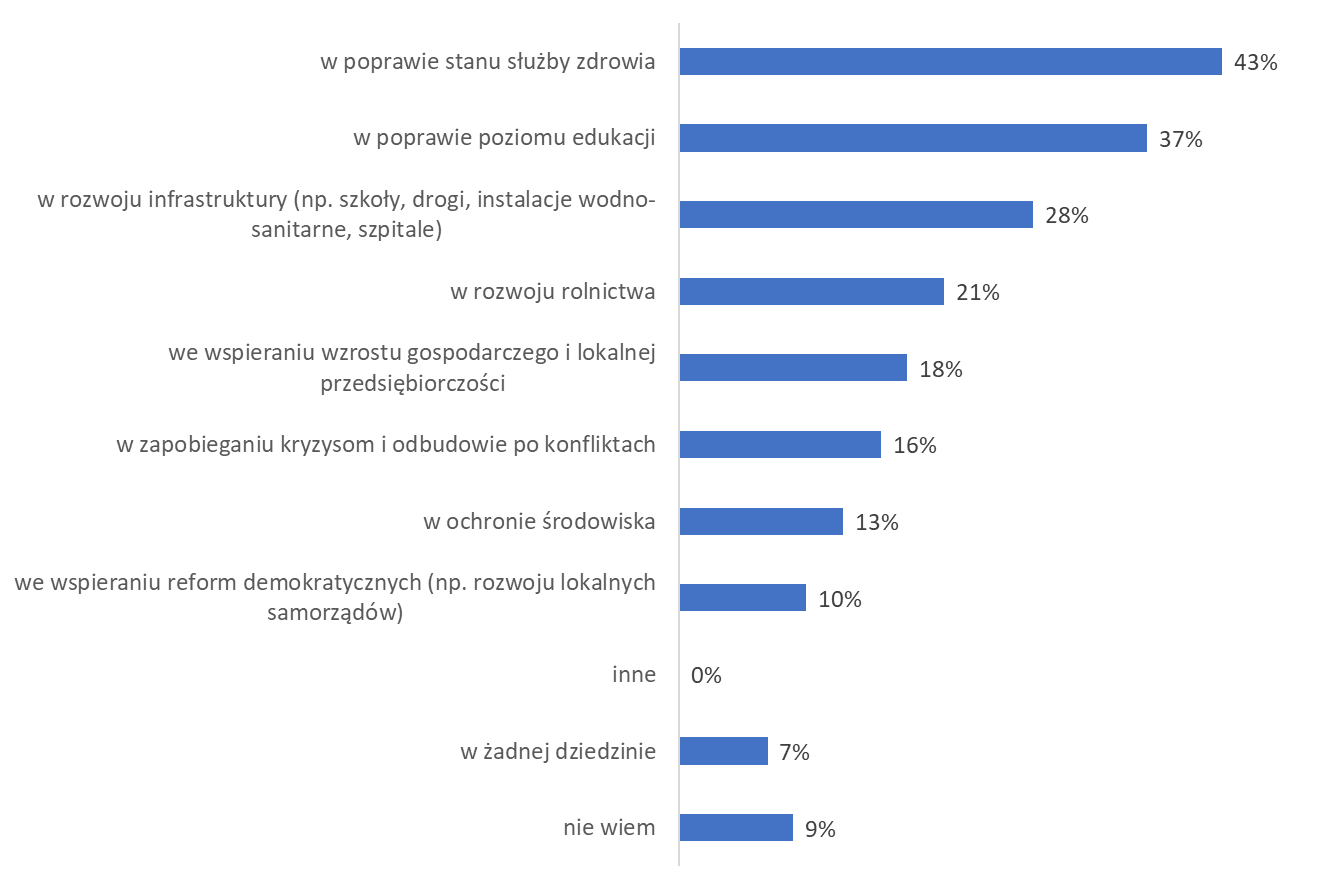 w poprawie stanu służby zdrowia
43%
w poprawie poziomu edukacji
37%
w rozwoju infrastruktury (np. szkoły, drogi, instalacje wodno-
sanitarne, szpitale)
28%
w rozwoju rolnictwa
21%
we wspieraniu wzrostu gospodarczego i lokalnej
przedsiębiorczości
18%
w zapobieganiu kryzysom i odbudowie po konfliktach
16%
w ochronie środowiska
13%
we wspieraniu reform demokratycznych (np. rozwoju lokalnych
samorządów)
10%
inne
0%
w żadnej dziedzinie
7%
nie wiem
9%